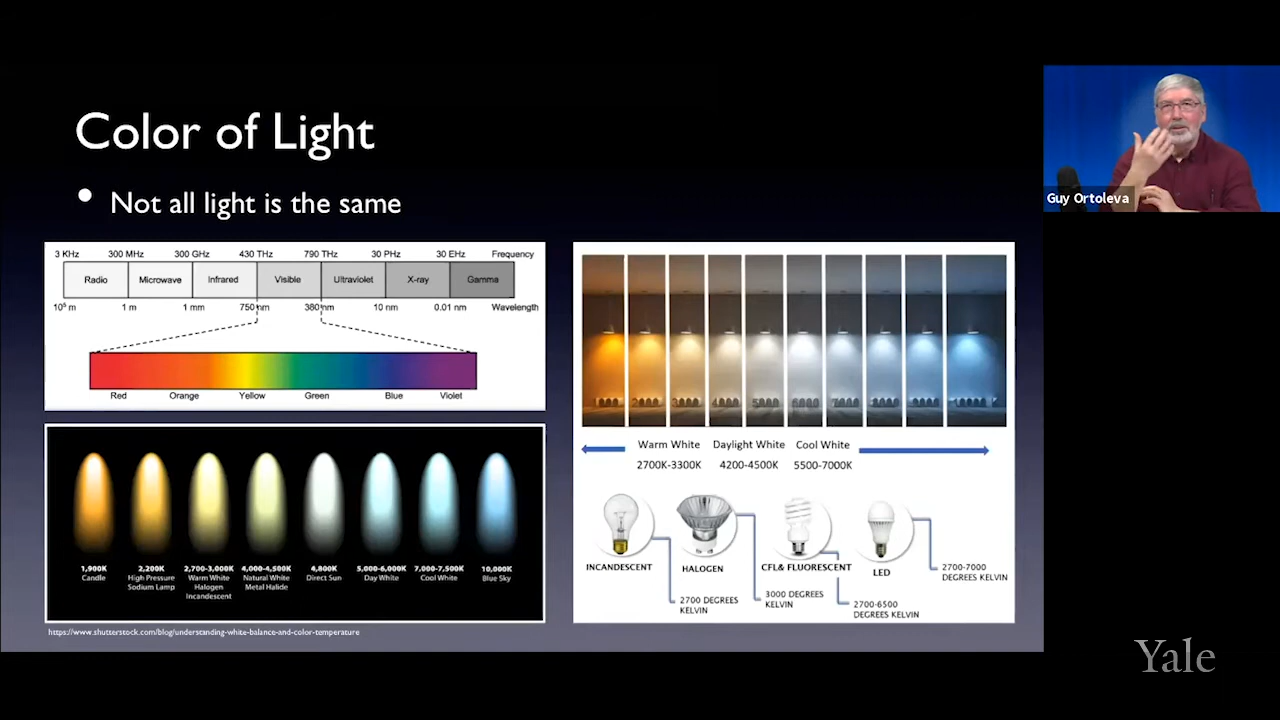 Color of Light
• Not all light is the same
3 KHz 300 MHz 300 GHz 430 THz 790 THz 30 PHz 30 EHz Frequency
Radio Microwave Infrared Visible Ultraviolet X-ray Gamma
10⁵ m 1 m 1 mm 750 nm 380 nm 10 nm 0.01 nm Wavelength
Red Orange Yellow Green Blue Violet
1,900K 2,200K 2,700-3,000K 4,000-4,500K 4,800K 5,000-6,000K 7,000-7,500K 10,000K
Candle High Pressure Warm White Natural White Direct Sun Day White Cool White Blue Sky
Sodium Lamp Halogen Metal Halide
Incandescent
https://www.shutterstock.com/blog/understanding-white-balance-and-color-temperature
Warm White Daylight White Cool White
2700K-3300K 4200-4500K 5500-7000K
INCANDESCENT HALOGEN CFL& FLUORESCENT LED
2700 DEGREES
KELVIN
3000 DEGREES
KELVIN
2700-6500
DEGREES KELVIN
2700-7000
DEGREES KELVIN
Guy Ortoleva
Yale